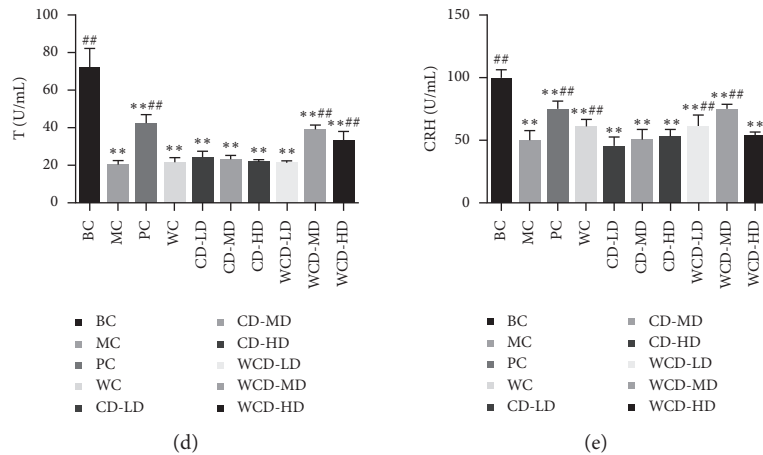 100
80
60
40
20
0
T (U/mL)
##
**
**##
**
**
**
**
**
**##
**##
BC
MC
PC
WC
CD-LD
CD-MD
CD-HD
WCD-LD
WCD-MD
WCD-HD
BC
MC
PC
WC
CD-LD
CD-MD
CD-HD
WCD-LD
WCD-MD
WCD-HD
(d)
150
100
50
0
CRH (U/mL)
##
**
**##
**##
**
**
**
**##
**##
**
BC
MC
PC
WC
CD-LD
CD-MD
CD-HD
WCD-LD
WCD-MD
WCD-HD
BC
MC
PC
WC
CD-LD
CD-MD
CD-HD
WCD-LD
WCD-MD
WCD-HD
(e)